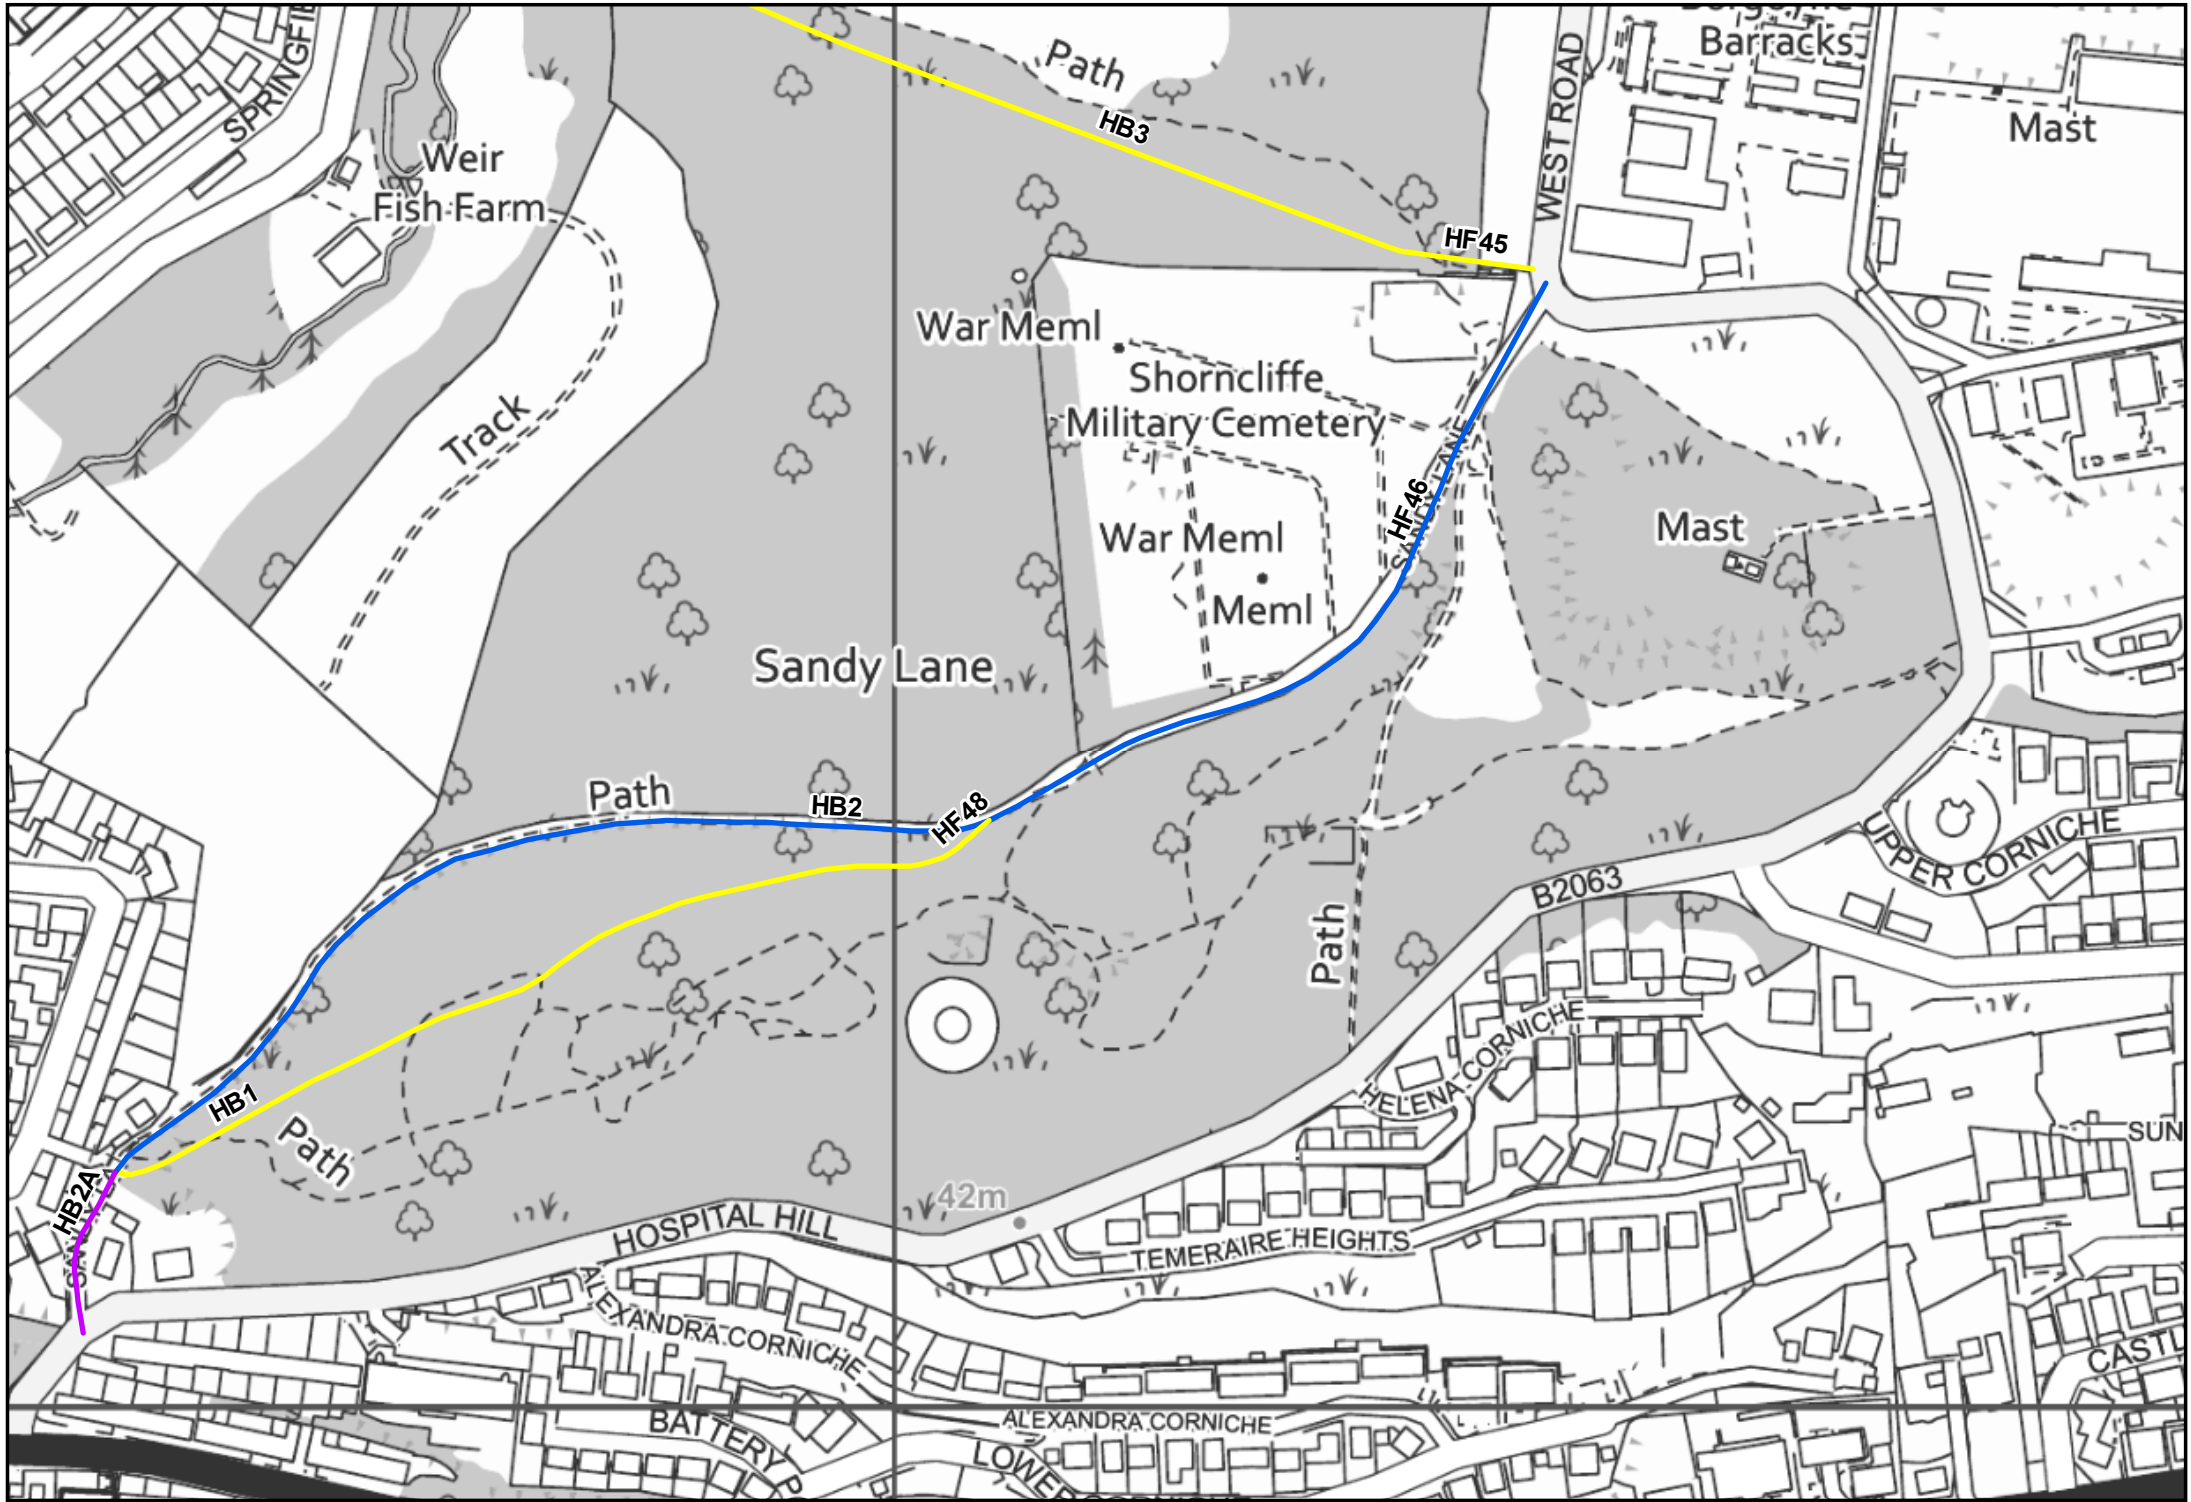 Barracks
Path
WEST ROAD
SPRINGFIE
HB3
Mast
Weir
Fish Farm
HF45
War Meml
Shorncliffe
Military Cemetery
Track
HF46
War Meml
Mast
Meml
Sandy Lane
Path
HB2
HF48
UPPER CORNICHE
B2063
Path
HELENA CORNICHE
HB1
Path
SUN
HB2A
42m
HOSPITAL HILL
TEMERAIRE HEIGHTS
ALEXANDRA CORNICHE
CASTL
BATTERY P
ALEXANDRA CORNICHE
LOWER CORNICHE